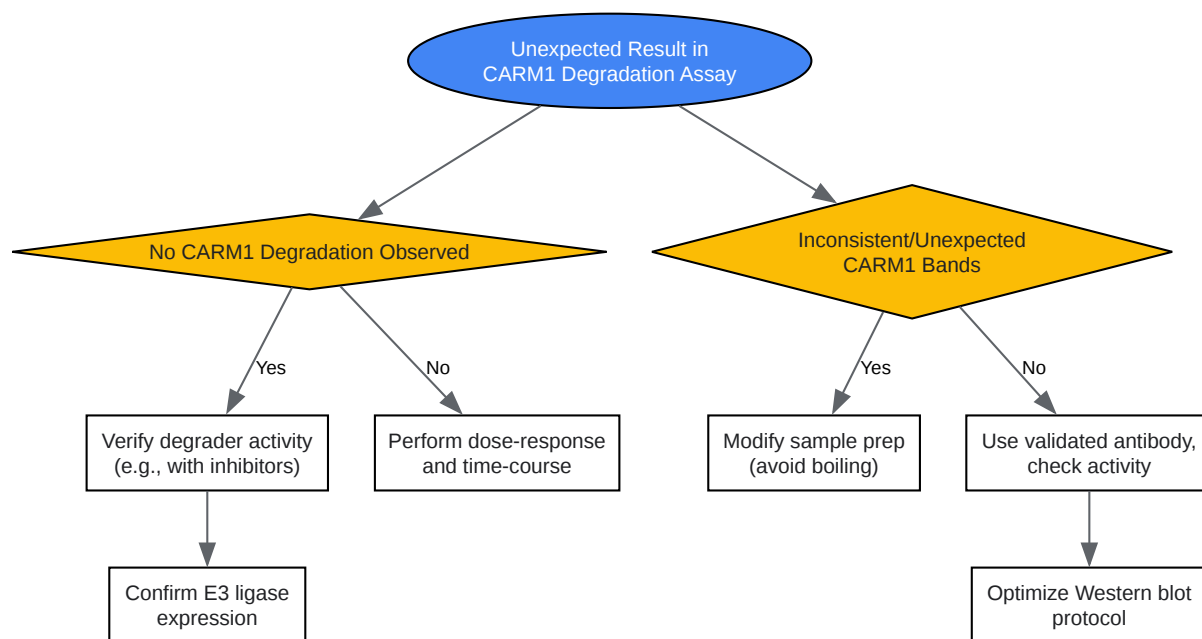 Unexpected Result in
CARM1 Degradation Assay
No CARM1 Degradation Observed
Inconsistent/Unexpected
CARM1 Bands
Yes
No
Yes
No
Verify degrader activity
(e.g., with inhibitors)
Perform dose-response
and time-course
Modify sample prep
(avoid boiling)
Use validated antibody,
check activity
Confirm E3 ligase
expression
Optimize Western blot
protocol